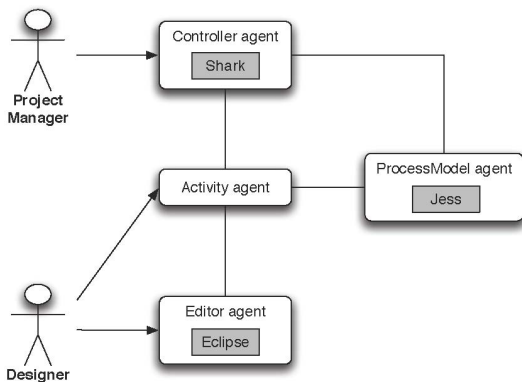 Controller agent
Shark
Project
Manager
ProcessModel agent
Jess
Activity agent
Editor agent
Eclipse
Designer